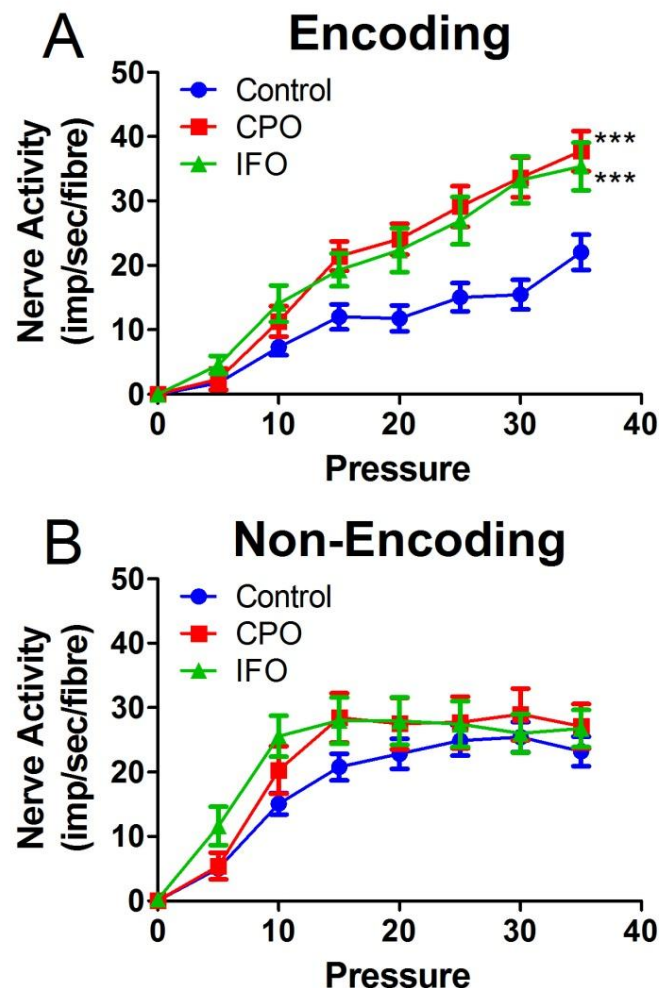 A
Encoding
50
40
30
20
10
0
Nerve Activity
(imp/sec/fibre)
Control
CPO
IFO
***
***
0
10
20
30
40
Pressure
B
Non-Encoding
50
40
30
20
10
0
Nerve Activity
(imp/sec/fibre)
Control
CPO
IFO
0
10
20
30
40
Pressure